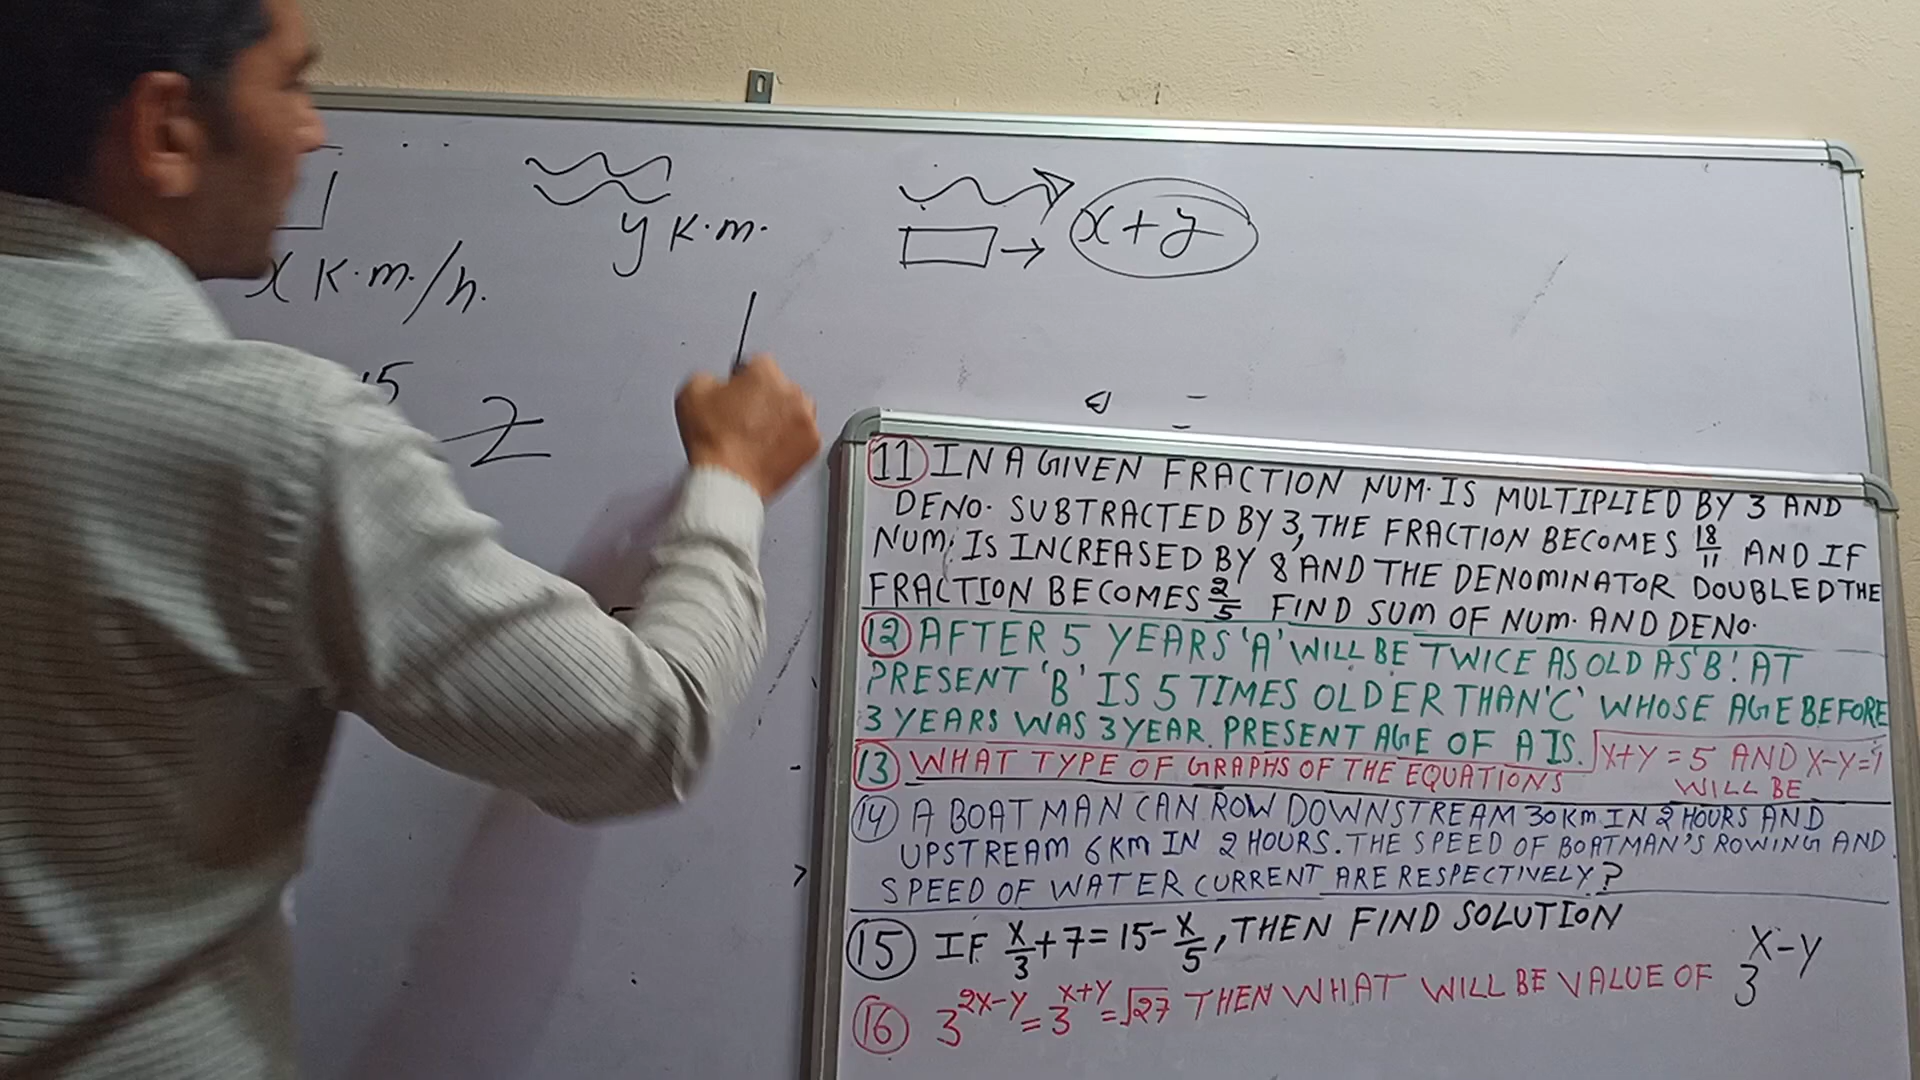 y K.m.
x+y
x K.m./h.
15
2
11 IN A GIVEN FRACTION NUM. IS MULTIPLIED BY 3 AND
DENO. SUBTRACTED BY 3, THE FRACTION BECOMES 18/11 AND IF
NUM. IS INCREASED BY 8 AND THE DENOMINATOR DOUBLED THE
FRACTION BECOMES 2/5 FIND SUM OF NUM. AND DENO.
12 AFTER 5 YEARS 'A' WILL BE TWICE AS OLD AS 'B'. AT
PRESENT 'B' IS 5 TIMES OLDER THAN 'C' WHOSE AGE BEFORE
3 YEARS WAS 3 YEAR. PRESENT AGE OF A IS.
13 WHAT TYPE OF GRAPHS OF THE EQUATIONS x+y = 5 AND x-y=1
WILL BE
14 A BOATMAN CAN ROW DOWNSTREAM 30 Km IN 2 HOURS AND
UPSTREAM 6 KM IN 2 HOURS. THE SPEED OF BOATMAN'S ROWING AND
SPEED OF WATER CURRENT ARE RESPECTIVELY?
15 IF x/3 + 7 = 15 - x/5, THEN FIND SOLUTION
16 3^(2x-y) = 3^(x+y) = √27 THEN WHAT WILL BE VALUE OF 3^(x-y)